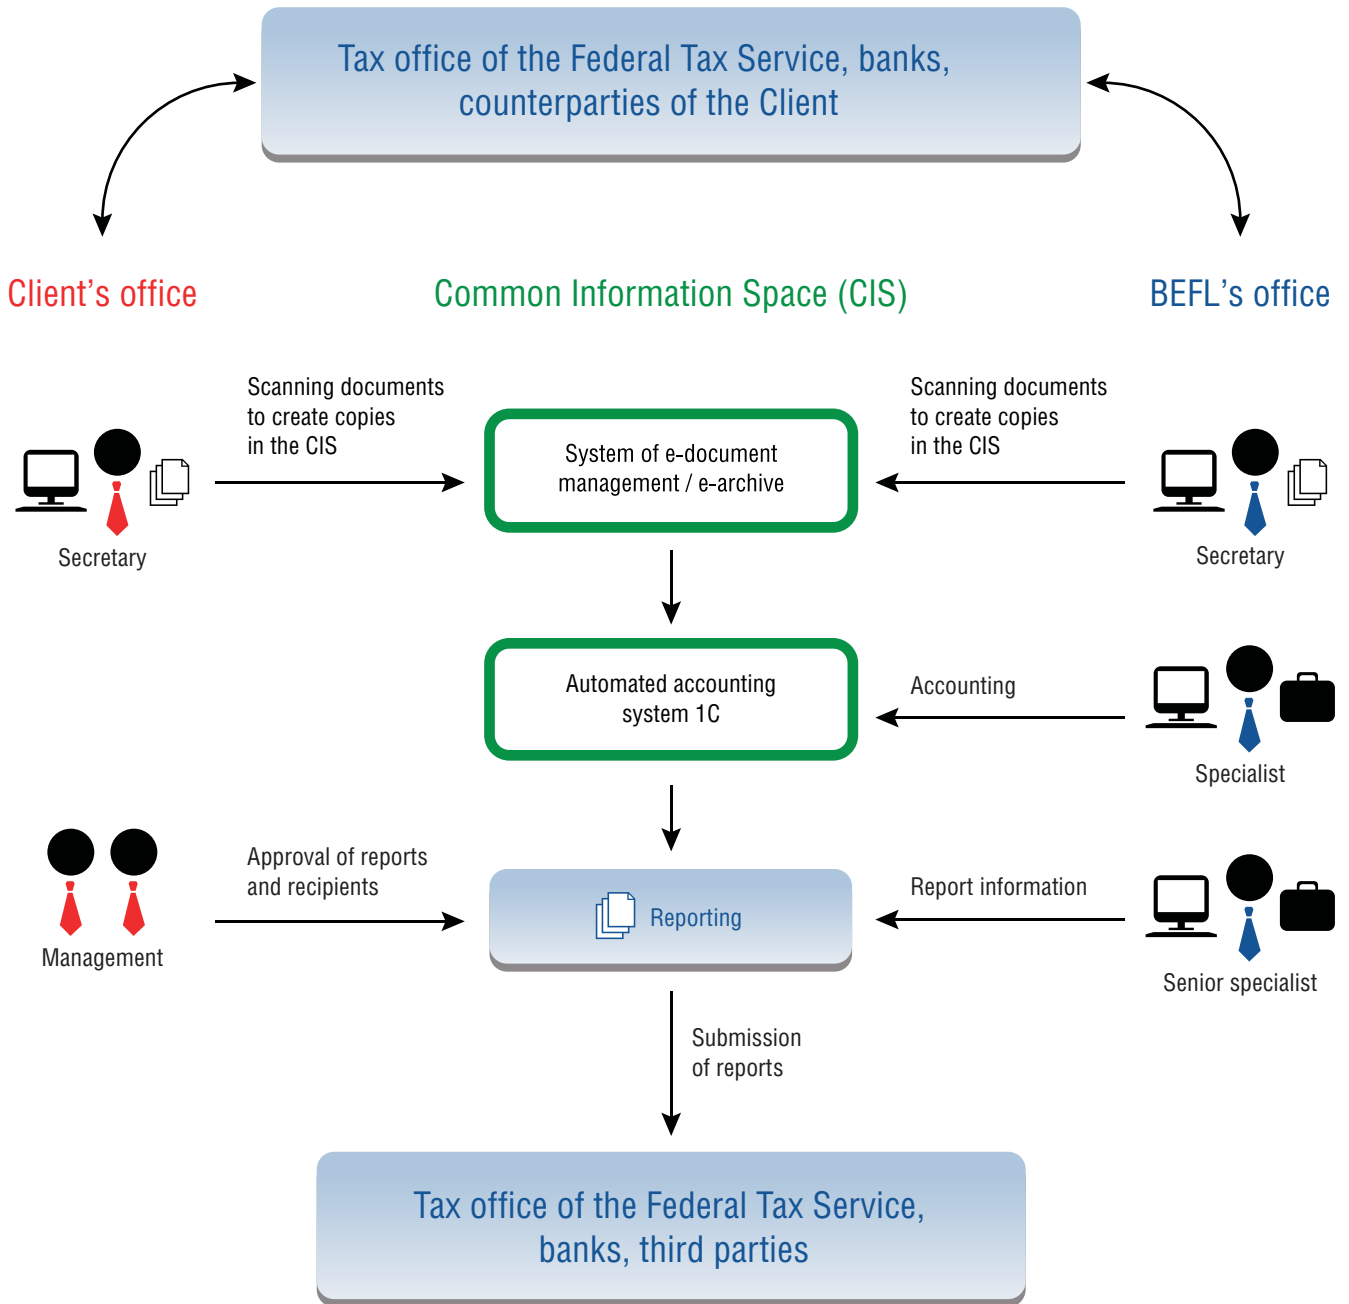 Tax office of the Federal Tax Service, banks,
counterparties of the Client
Client’s office
Common Information Space (CIS)
BEFL’s office
Scanning documents
to create copies
in the CIS
Scanning documents
to create copies
in the CIS
System of e-document
management / e-archive
Secretary
Secretary
Automated accounting
system 1C
Accounting
Specialist
Approval of reports
and recipients
Management
Reporting
Report information
Senior specialist
Submission
of reports
Tax office of the Federal Tax Service,
banks, third parties